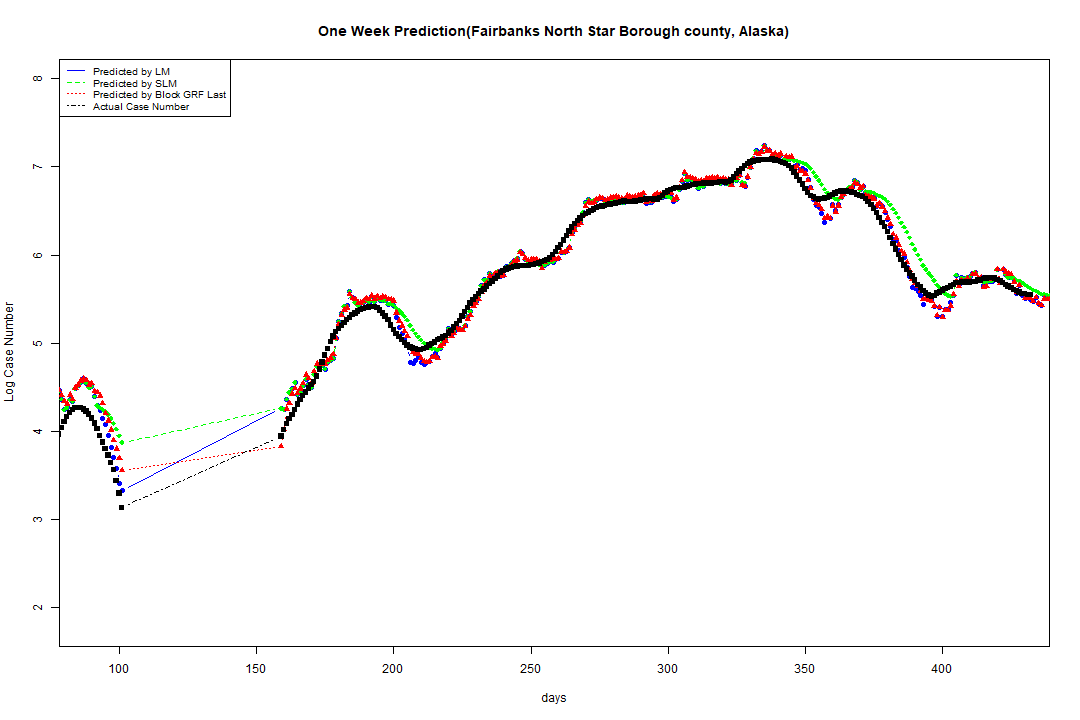 One Week Prediction(Fairbanks North Star Borough county, Alaska)
Predicted by LM
Predicted by SLM
Predicted by Block GRF Last
Actual Case Number
8
7
6
5
4
3
2
Log Case Number
100 150 200 250 300 350 400
days